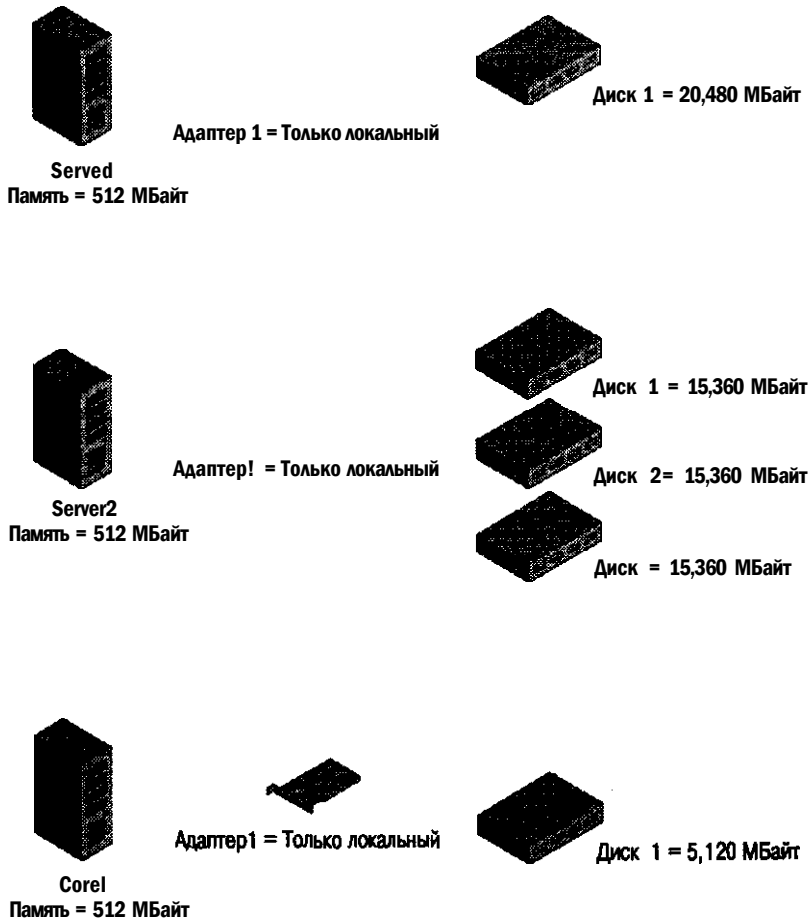 Диск 1 = 20,480 МБайт
Адаптер 1 = Только локальный
Served
Память = 512 МБайт
Диск 1 = 15,360 МБайт
Адаптер! = Только локальный
Диск 2= 15,360 МБайт
Server2
Память = 512 МБайт
Диск = 15,360 МБайт
Адаптер1 = Только локальный
Диск 1 = 5,120 МБайт
Corel
Память = 512 МБайт